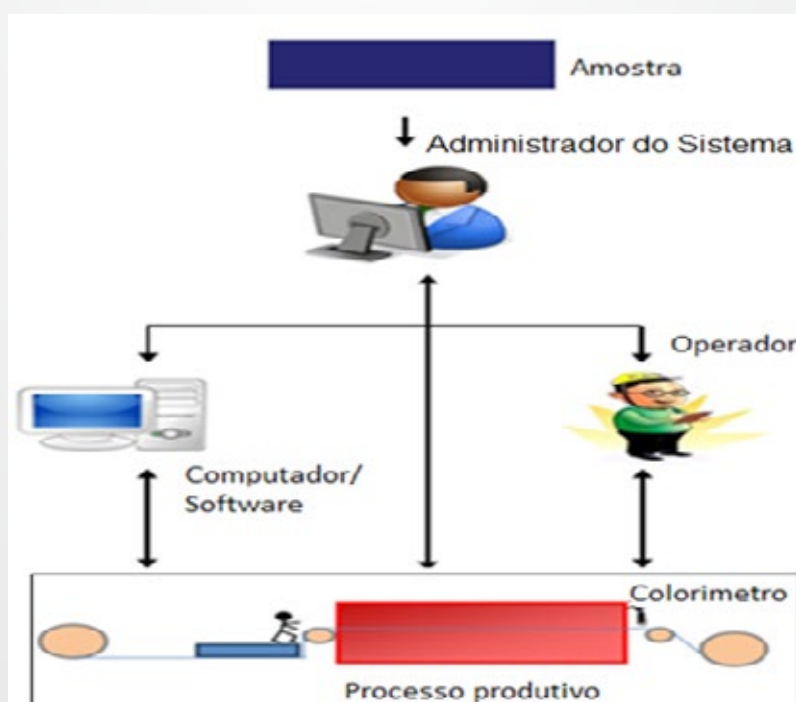 Amostra
Administrador do Sistema
Operador
Computador/
Software
Colorimetro
Processo produtivo